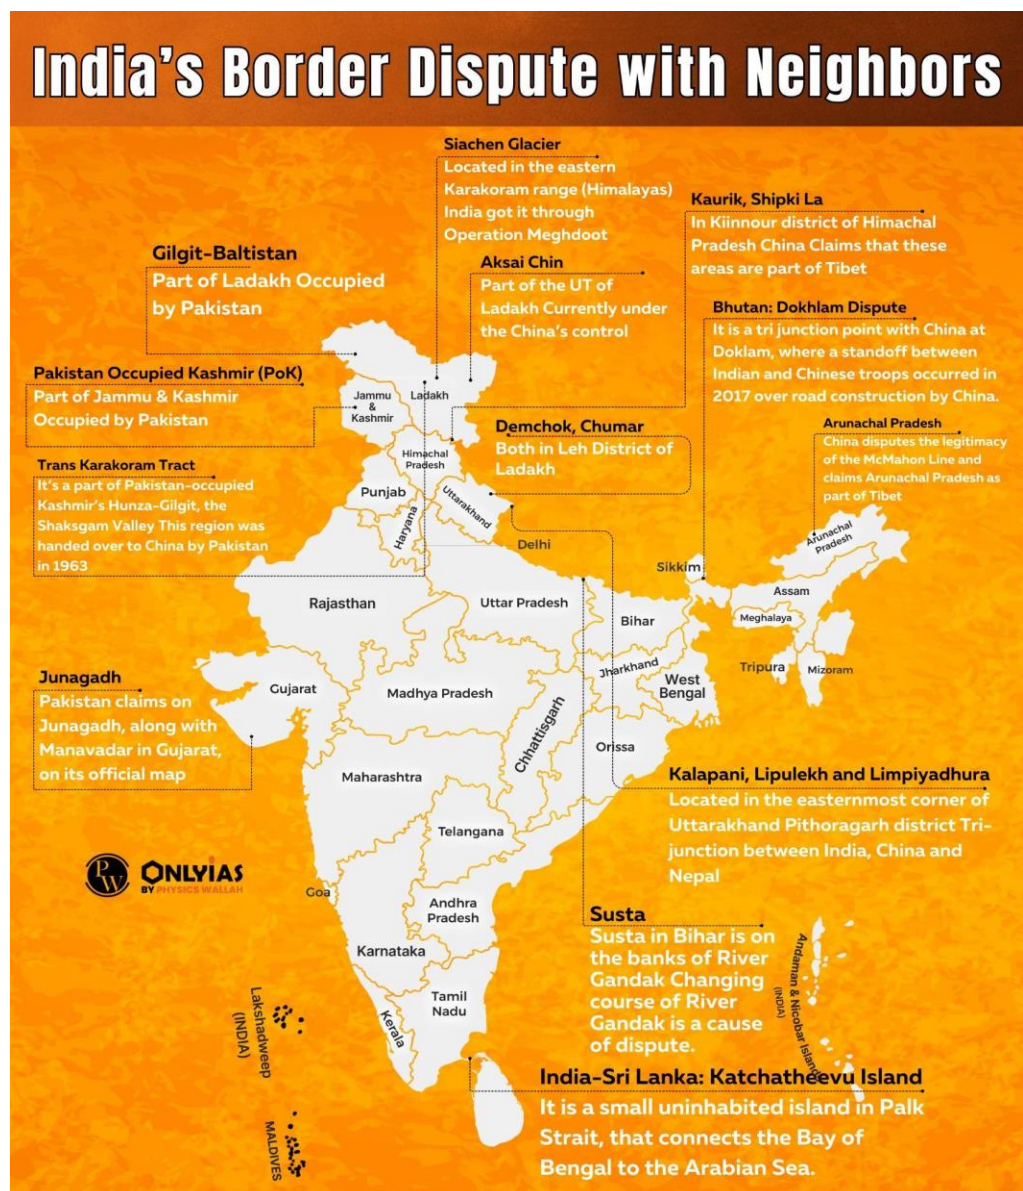 India's Border Dispute with Neighbors
Siachen Glacier
Located in the eastern
Karakoram range (Himalayas)
India got it through
Operation Meghdoot
Kaurik, Shipki La
In Kiinnour district of Himachal
Pradesh China Claims that these
areas are part of Tibet
Gilgit-Baltistan
Part of Ladakh Occupied
by Pakistan
Aksai Chin
Part of the UT of
Ladakh Currently under
the China's control
Bhutan: Dokhlam Dispute
It is a tri junction point with China at
Doklam, where a standoff between
Indian and Chinese troops occurred in
2017 over road construction by China.
Pakistan Occupied Kashmir (PoK)
Part of Jammu & Kashmir
Occupied by Pakistan
Demchok, Chumar
Both in Leh District of
Ladakh
Arunachal Pradesh
China disputes the legitimacy
of the McMahon Line and
claims Arunachal Pradesh as
part of Tibet
Trans Karakoram Tract
It's a part of Pakistan-occupied
Kashmir's Hunza-Gilgit, the
Shaksgam Valley This region was
handed over to China by Pakistan
in 1963
Jammu
&
Kashmir
Ladakh
Himachal
Pradesh
Punjab
Haryana
Uttarakhand
Delhi
Rajasthan
Uttar Pradesh
Bihar
Sikkim
Arunachal
Pradesh
Assam
Meghalaya
Tripura
Mizoram
Jharkhand
West
Bengal
Gujarat
Madhya Pradesh
Chhattisgarh
Orissa
Maharashtra
Telangana
Goa
Andhra
Pradesh
Karnataka
Tamil
Nadu
Kerala
Junagadh
Pakistan claims on
Junagadh, along with
Manavadar in Gujarat,
on its official map
Kalapani, Lipulekh and Limpiyadhura
Located in the easternmost corner of
Uttarakhand Pithoragarh district Tri-
junction between India, China and
Nepal
PW
ONLYIAS
BY PHYSICS WALLAH
Susta
Susta in Bihar is on
the banks of River
Gandak Changing
course of River
Gandak is a cause
of dispute.
Andaman & Nicobar Island
(INDIA)
Lakshadweep
(INDIA)
MALDIVES
India-Sri Lanka: Katchatheevu Island
It is a small uninhabited island in Palk
Strait, that connects the Bay of
Bengal to the Arabian Sea.